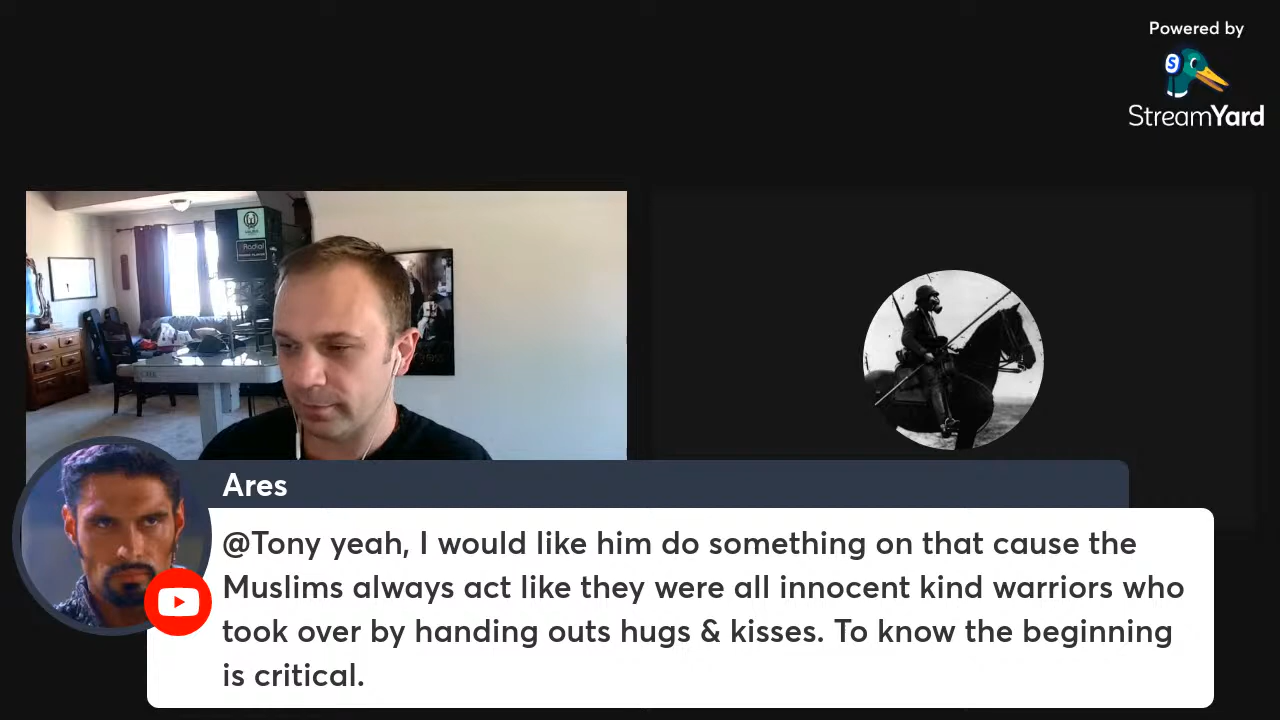 Powered by
S
StreamYard
Radial
Ares
@Tony yeah, I would like him do something on that cause the
Muslims always act like they were all innocent kind warriors who
took over by handing outs hugs & kisses. To know the beginning
is critical.